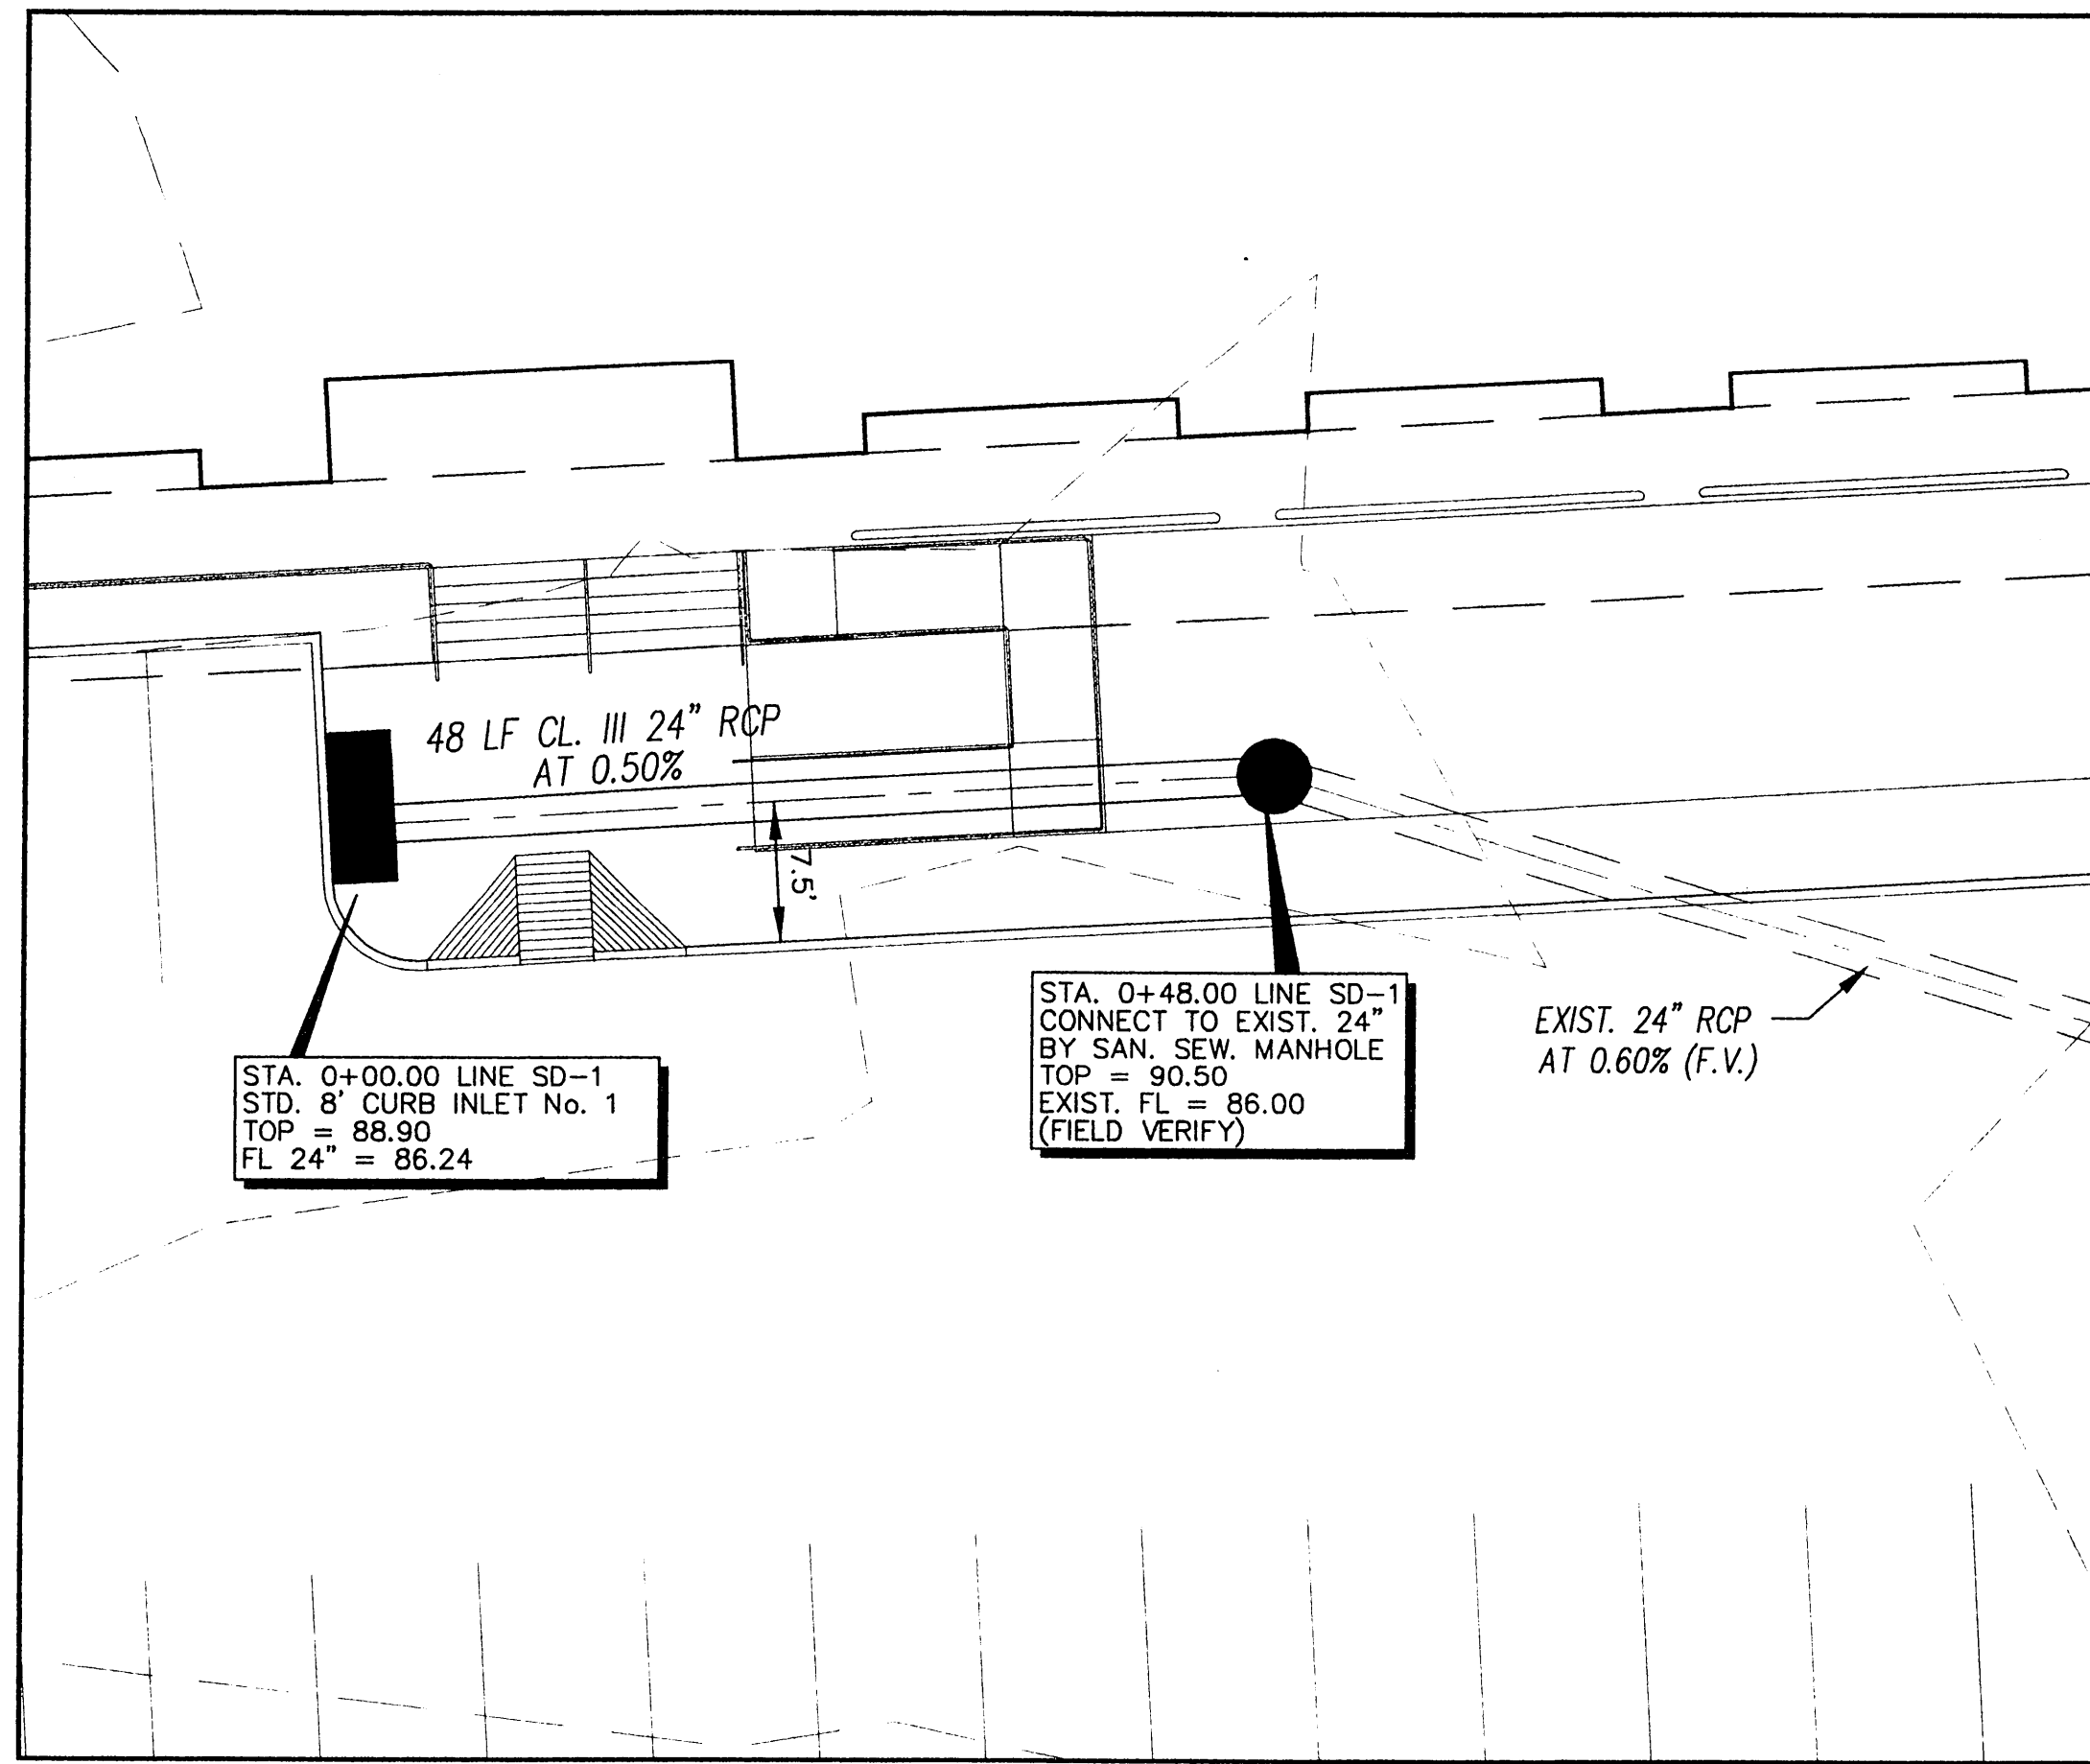 48 LF CL. III 24" RCP
AT 0.50%
7.5'
STA. 0+00.00 LINE SD-1
STD. 8' CURB INLET No. 1
TOP = 88.90
FL 24" = 86.24
STA. 0+48.00 LINE SD-1
CONNECT TO EXIST. 24"
BY SAN. SEW. MANHOLE
TOP = 90.50
EXIST. FL = 86.00
(FIELD VERIFY)
EXIST. 24" RCP
AT 0.60% (F.V.)